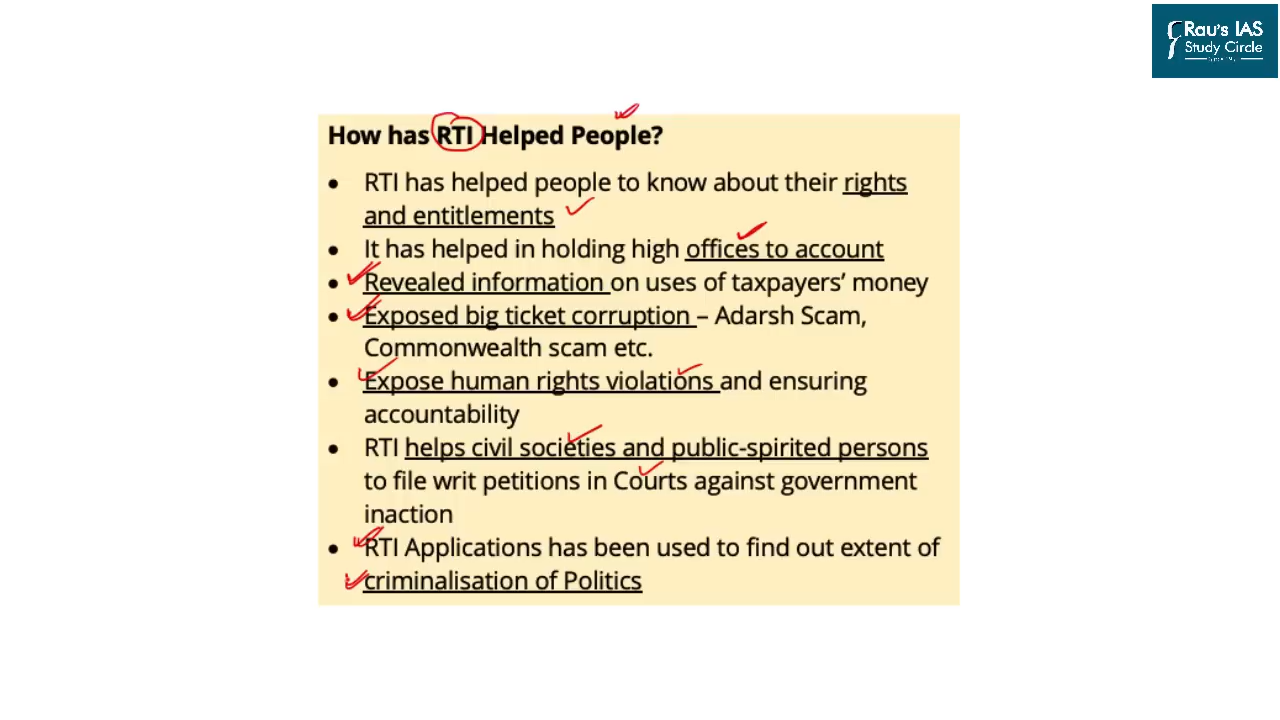 Rau's IAS
Study Circle
How has RTI Helped People?
• RTI has helped people to know about their rights
and entitlements
• It has helped in holding high offices to account
• Revealed information on uses of taxpayers’ money
• Exposed big ticket corruption – Adarsh Scam,
Commonwealth scam etc.
• Expose human rights violations and ensuring
accountability
• RTI helps civil societies and public-spirited persons
to file writ petitions in Courts against government
inaction
• RTI Applications has been used to find out extent of
criminalisation of Politics